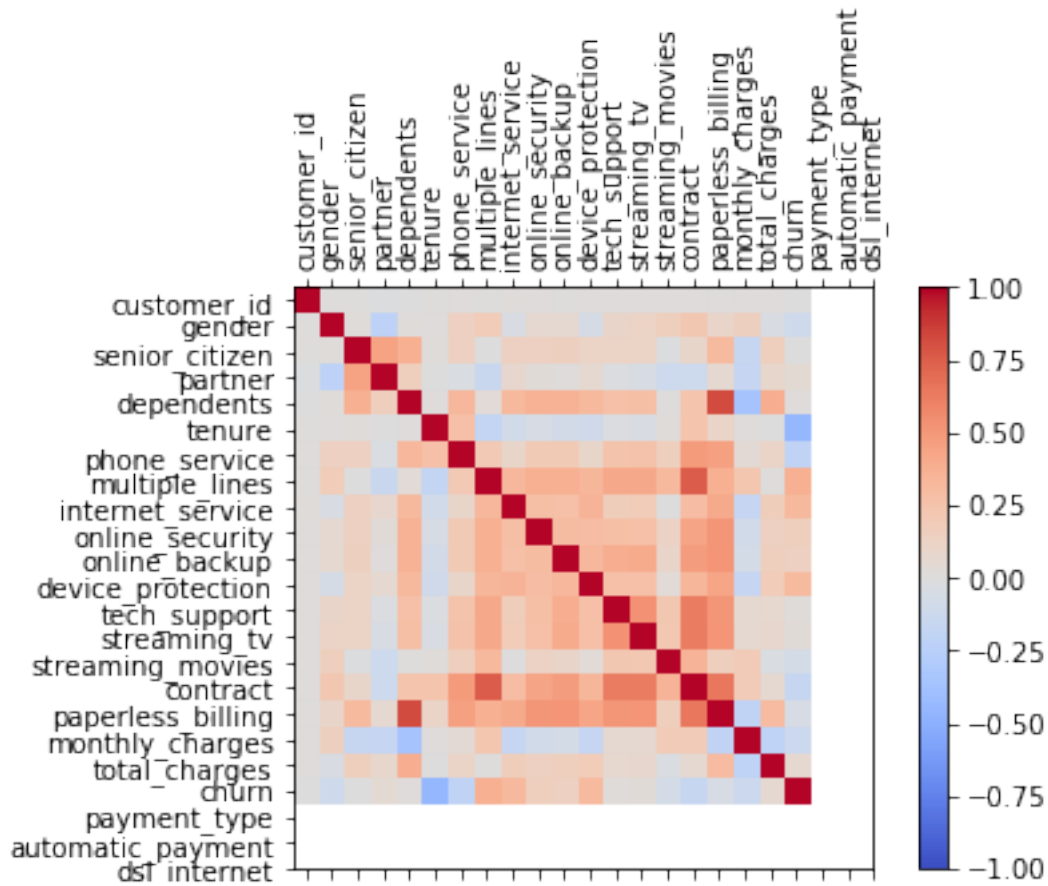 customer_id
gender
senior_citizen
partner
dependents
tenure
phone_service
multiple_lines
internet_service
online_security
online_backup
device_protection
tech_support
streaming_tv
streaming_movies
contract
paperless_billing
monthly_charges
total_charges
churn
payment_type
automatic_payment
dsl_internet
customer_id
gender
senior_citizen
partner
dependents
tenure
phone_service
multiple_lines
internet_service
online_security
online_backup
device_protection
tech_support
streaming_tv
streaming_movies
contract
paperless_billing
monthly_charges
total_charges
churn
payment_type
automatic_payment
dsl_internet
1.00
0.75
0.50
0.25
0.00
−0.25
−0.50
−0.75
−1.00